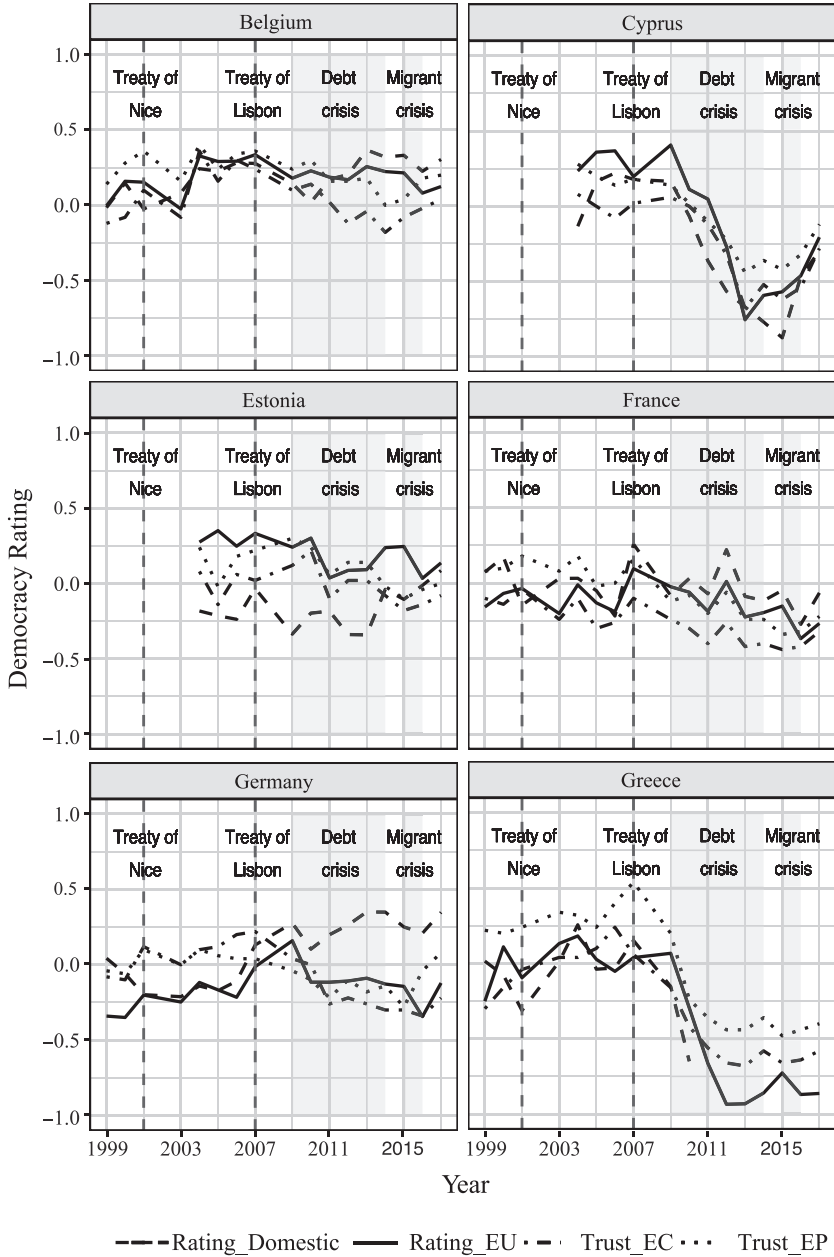 Belgium
Cyprus
1.0
Treaty of
Nice
Treaty of
Lisbon
Debt
crisis
Migrant
crisis
Treaty of
Nice
Treaty of
Lisbon
Debt
crisis
Migrant
crisis
0.5
0.0
−0.5
−1.0
Estonia
France
1.0
Treaty of
Nice
Treaty of
Lisbon
Debt
crisis
Migrant
crisis
Treaty of
Nice
Treaty of
Lisbon
Debt
crisis
Migrant
crisis
0.5
0.0
−0.5
−1.0
Democracy Rating
Germany
Greece
1.0
Treaty of
Nice
Treaty of
Lisbon
Debt
crisis
Migrant
crisis
Treaty of
Nice
Treaty of
Lisbon
Debt
crisis
Migrant
crisis
0.5
0.0
−0.5
−1.0
1999 2003 2007 2011 2015 1999 2003 2007 2011 2015
Year
Rating_Domestic Rating_EU Trust_EC Trust_EP